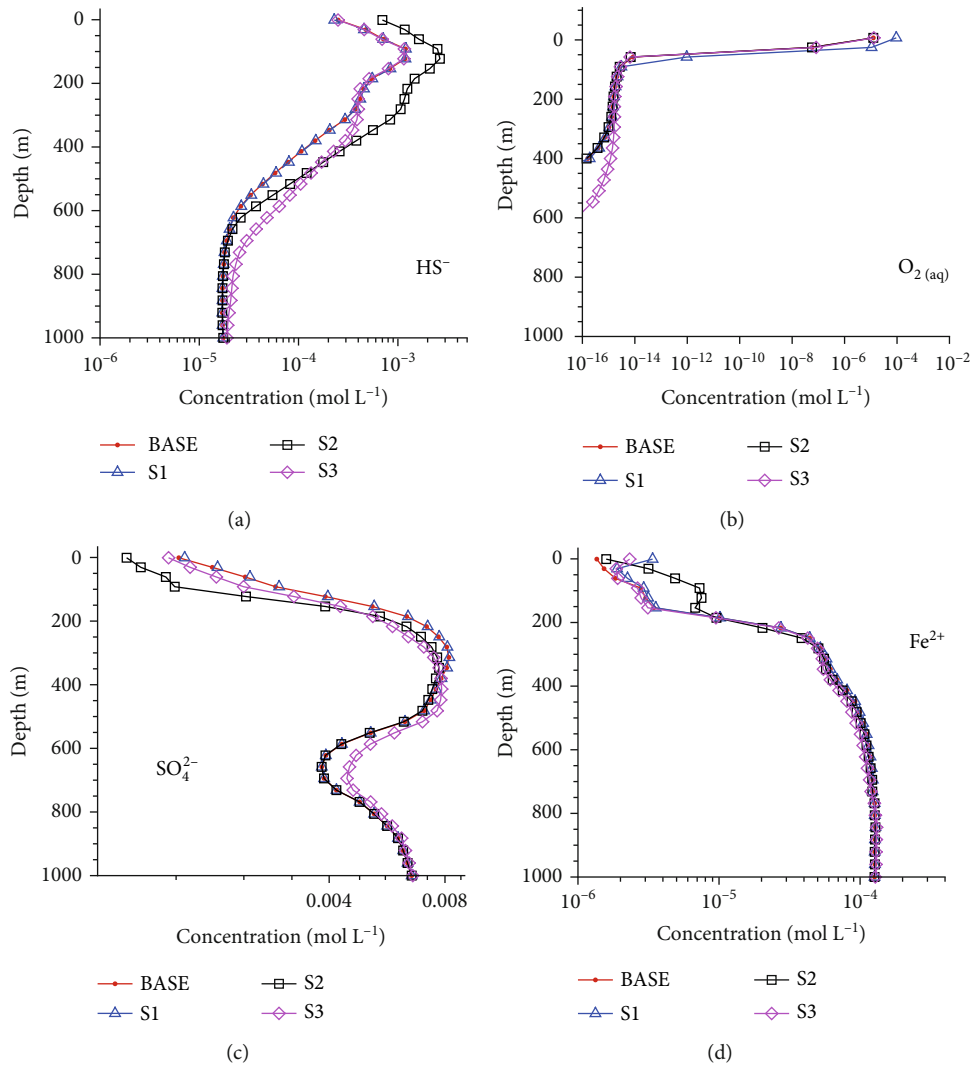 0
200
400
600
800
1000
Depth (m)
HS⁻
10⁻⁶ 10⁻⁵ 10⁻⁴ 10⁻³
Concentration (mol L⁻¹)
BASE S2
S1 S3
(a)
0
200
400
600
800
1000
Depth (m)
O₂ (aq)
10⁻¹⁶ 10⁻¹⁴ 10⁻¹² 10⁻¹⁰ 10⁻⁸ 10⁻⁶ 10⁻⁴ 10⁻²
Concentration (mol L⁻¹)
BASE S2
S1 S3
(b)
0
200
400
600
800
1000
Depth (m)
SO₄²⁻
0.004 0.008
Concentration (mol L⁻¹)
BASE S2
S1 S3
(c)
0
200
400
600
800
1000
Depth (m)
Fe²⁺
10⁻⁶ 10⁻⁵ 10⁻⁴
Concentration (mol L⁻¹)
BASE S2
S1 S3
(d)